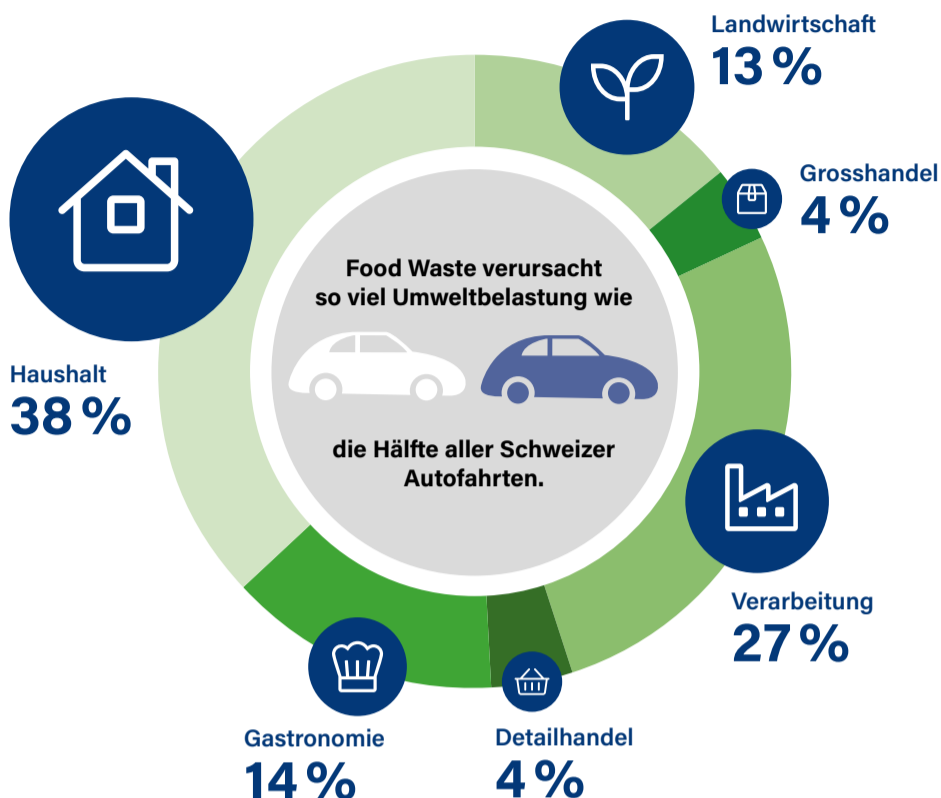 Landwirtschaft
13 %
Grosshandel
4 %
Food Waste verursacht
so viel Umweltbelastung wie
die Hälfte aller Schweizer
Autofahrten.
Haushalt
38 %
Verarbeitung
27 %
Gastronomie
14 %
Detailhandel
4 %